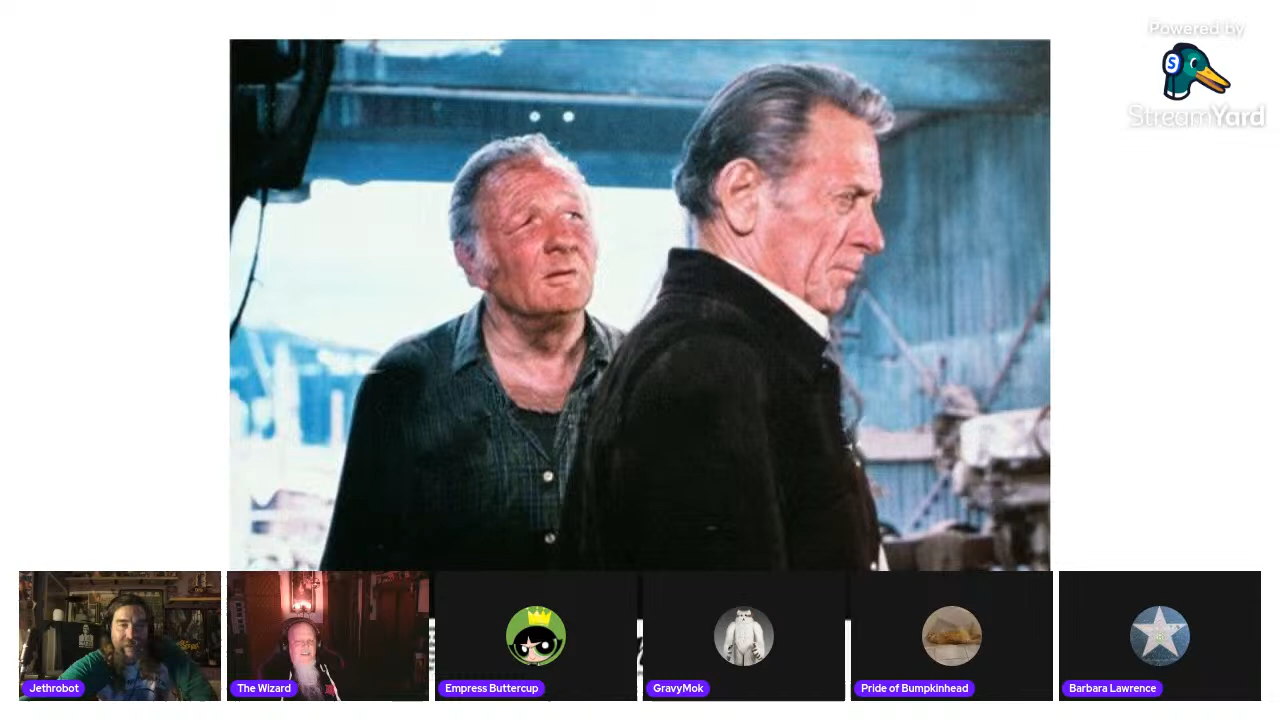 Powered by
S
StreamYard
Jethrobot
The Wizard
Empress Buttercup
GravyMok
Pride of Bumpkinhead
Barbara Lawrence